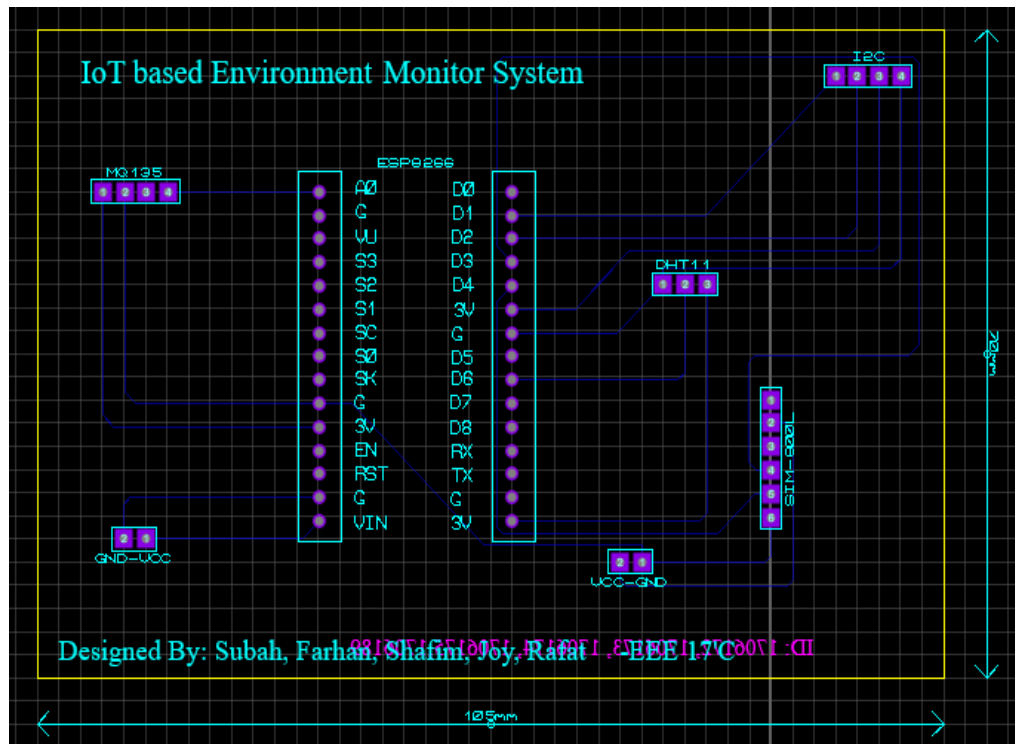 IoT based Environment Monitor System
I2C
1 2 3 4
ESP8266
MQ135
1 2 3 4
A0 D0
G D1
VU D2
S3 D3
S2 D4
S1 3V
SC G
S0 D5
SK D6
G D7
3V D8
EN RX
RST TX
G G
VIN 3V
DHT11
1 2 3
70mm
1
2
3
4
5
6
SIM-800L
2 1
GND-VCC
2 1
VCC-GND
Designed By: Subah, Farhan, Shafim, Joy, Rafat -EEE 17'C'
ID:
105mm